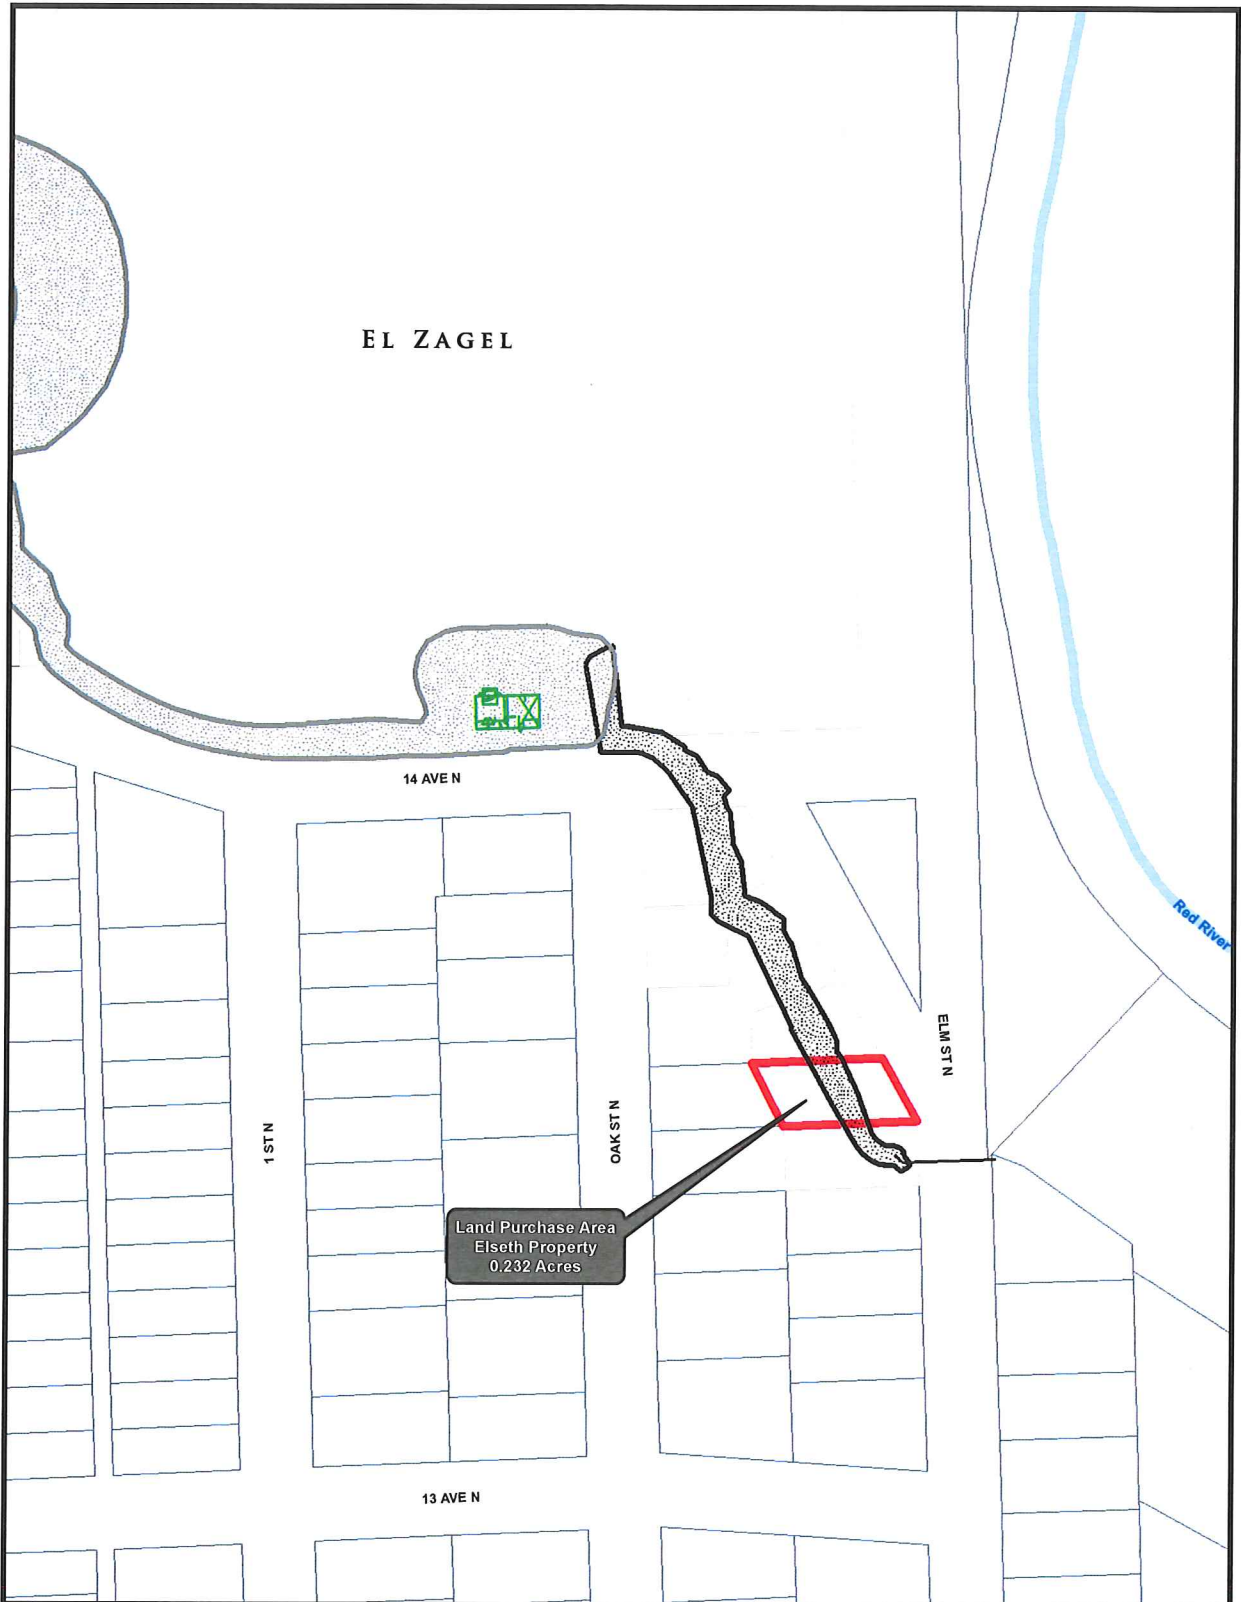 EL ZAGEL
14 AVE N
Red River
ELM ST N
OAK ST N
1 ST N
Land Purchase Area
Elseth Property
0.232 Acres
13 AVE N